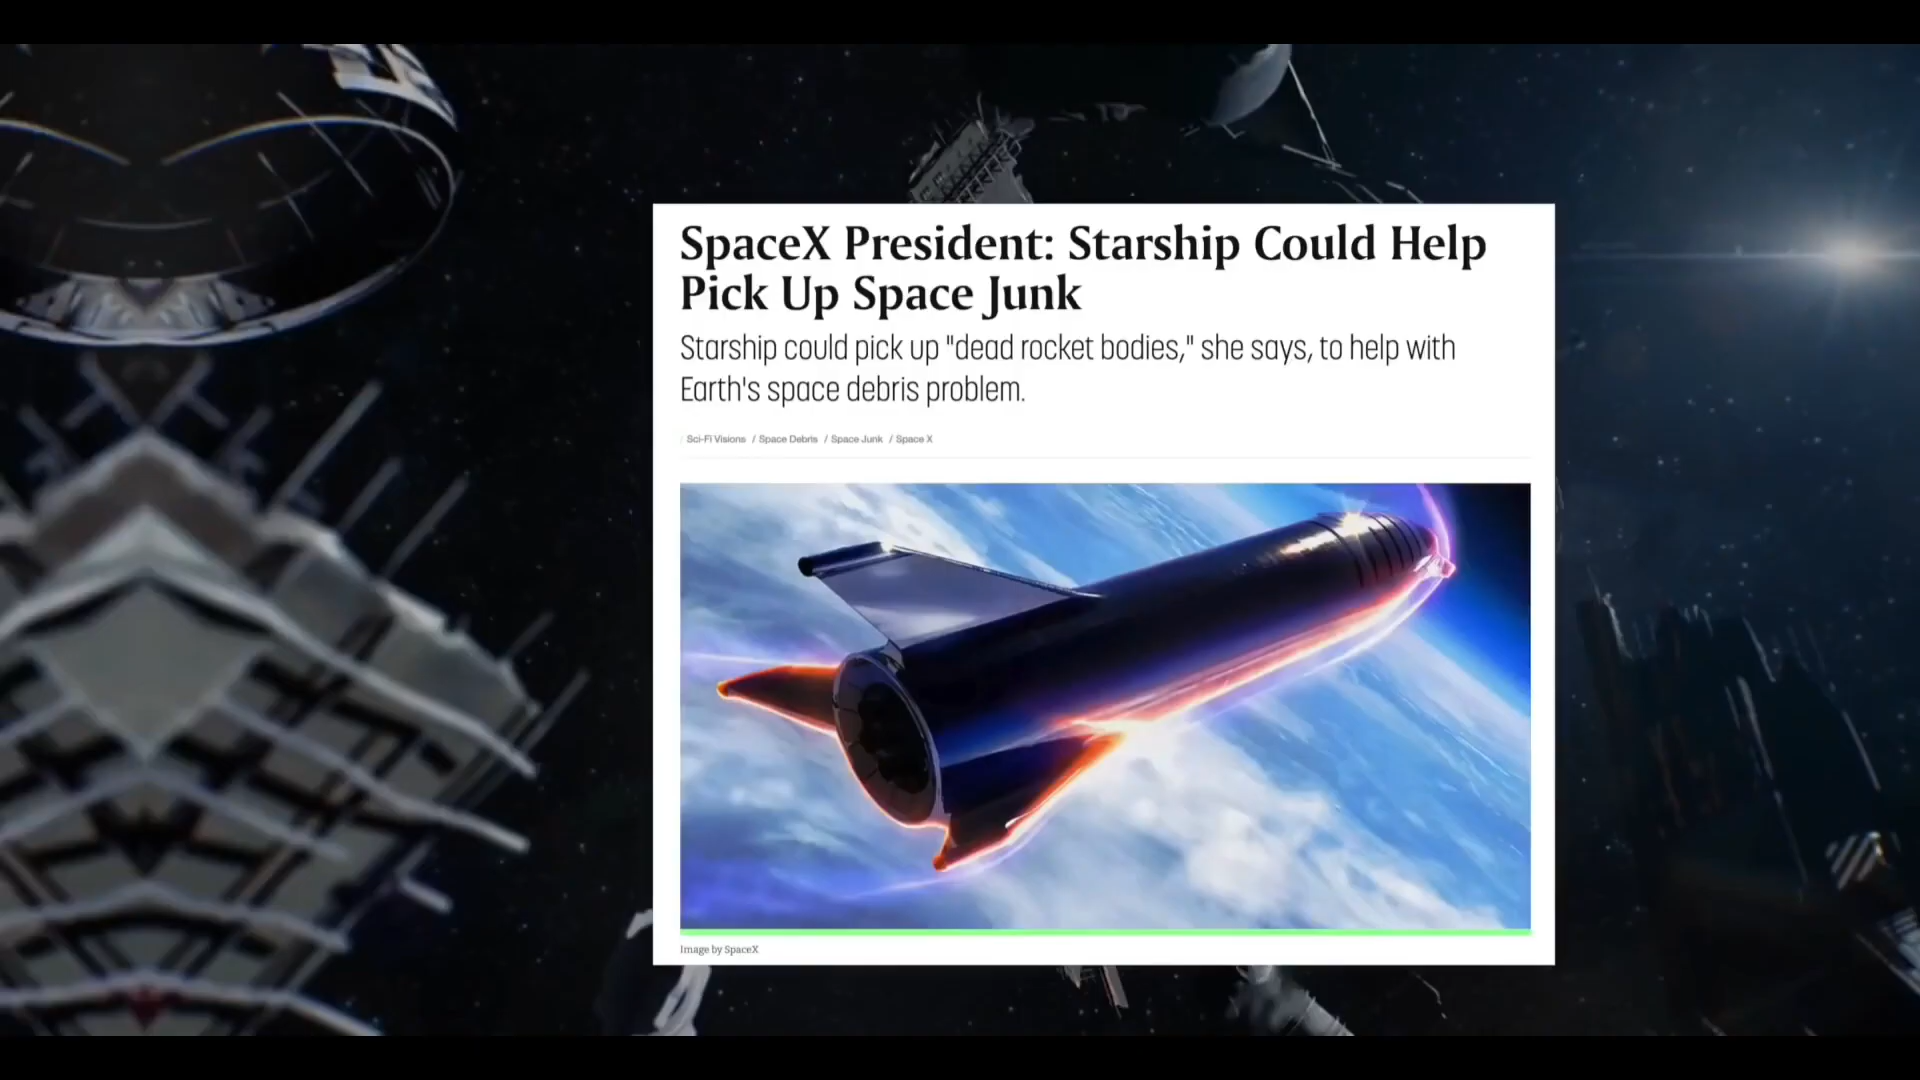 SpaceX President: Starship Could Help
Pick Up Space Junk
Starship could pick up "dead rocket bodies," she says, to help with
Earth's space debris problem.
/ Sci-Fi Visions / Space Debris / Space Junk / Space X
Image by SpaceX